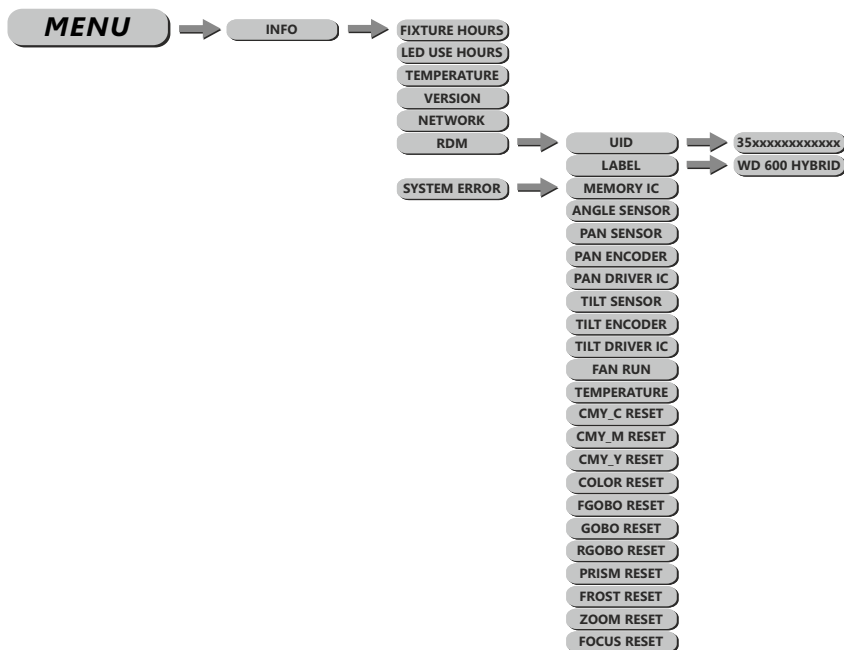 MENU
INFO
FIXTURE HOURS
LED USE HOURS
TEMPERATURE
VERSION
NETWORK
RDM
UID
35xxxxxxxxxxxx
LABEL
WD 600 HYBRID
SYSTEM ERROR
MEMORY IC
ANGLE SENSOR
PAN SENSOR
PAN ENCODER
PAN DRIVER IC
TILT SENSOR
TILT ENCODER
TILT DRIVER IC
FAN RUN
TEMPERATURE
CMY_C RESET
CMY_M RESET
CMY_Y RESET
COLOR RESET
FGOBO RESET
GOBO RESET
RGOBO RESET
PRISM RESET
FROST RESET
ZOOM RESET
FOCUS RESET